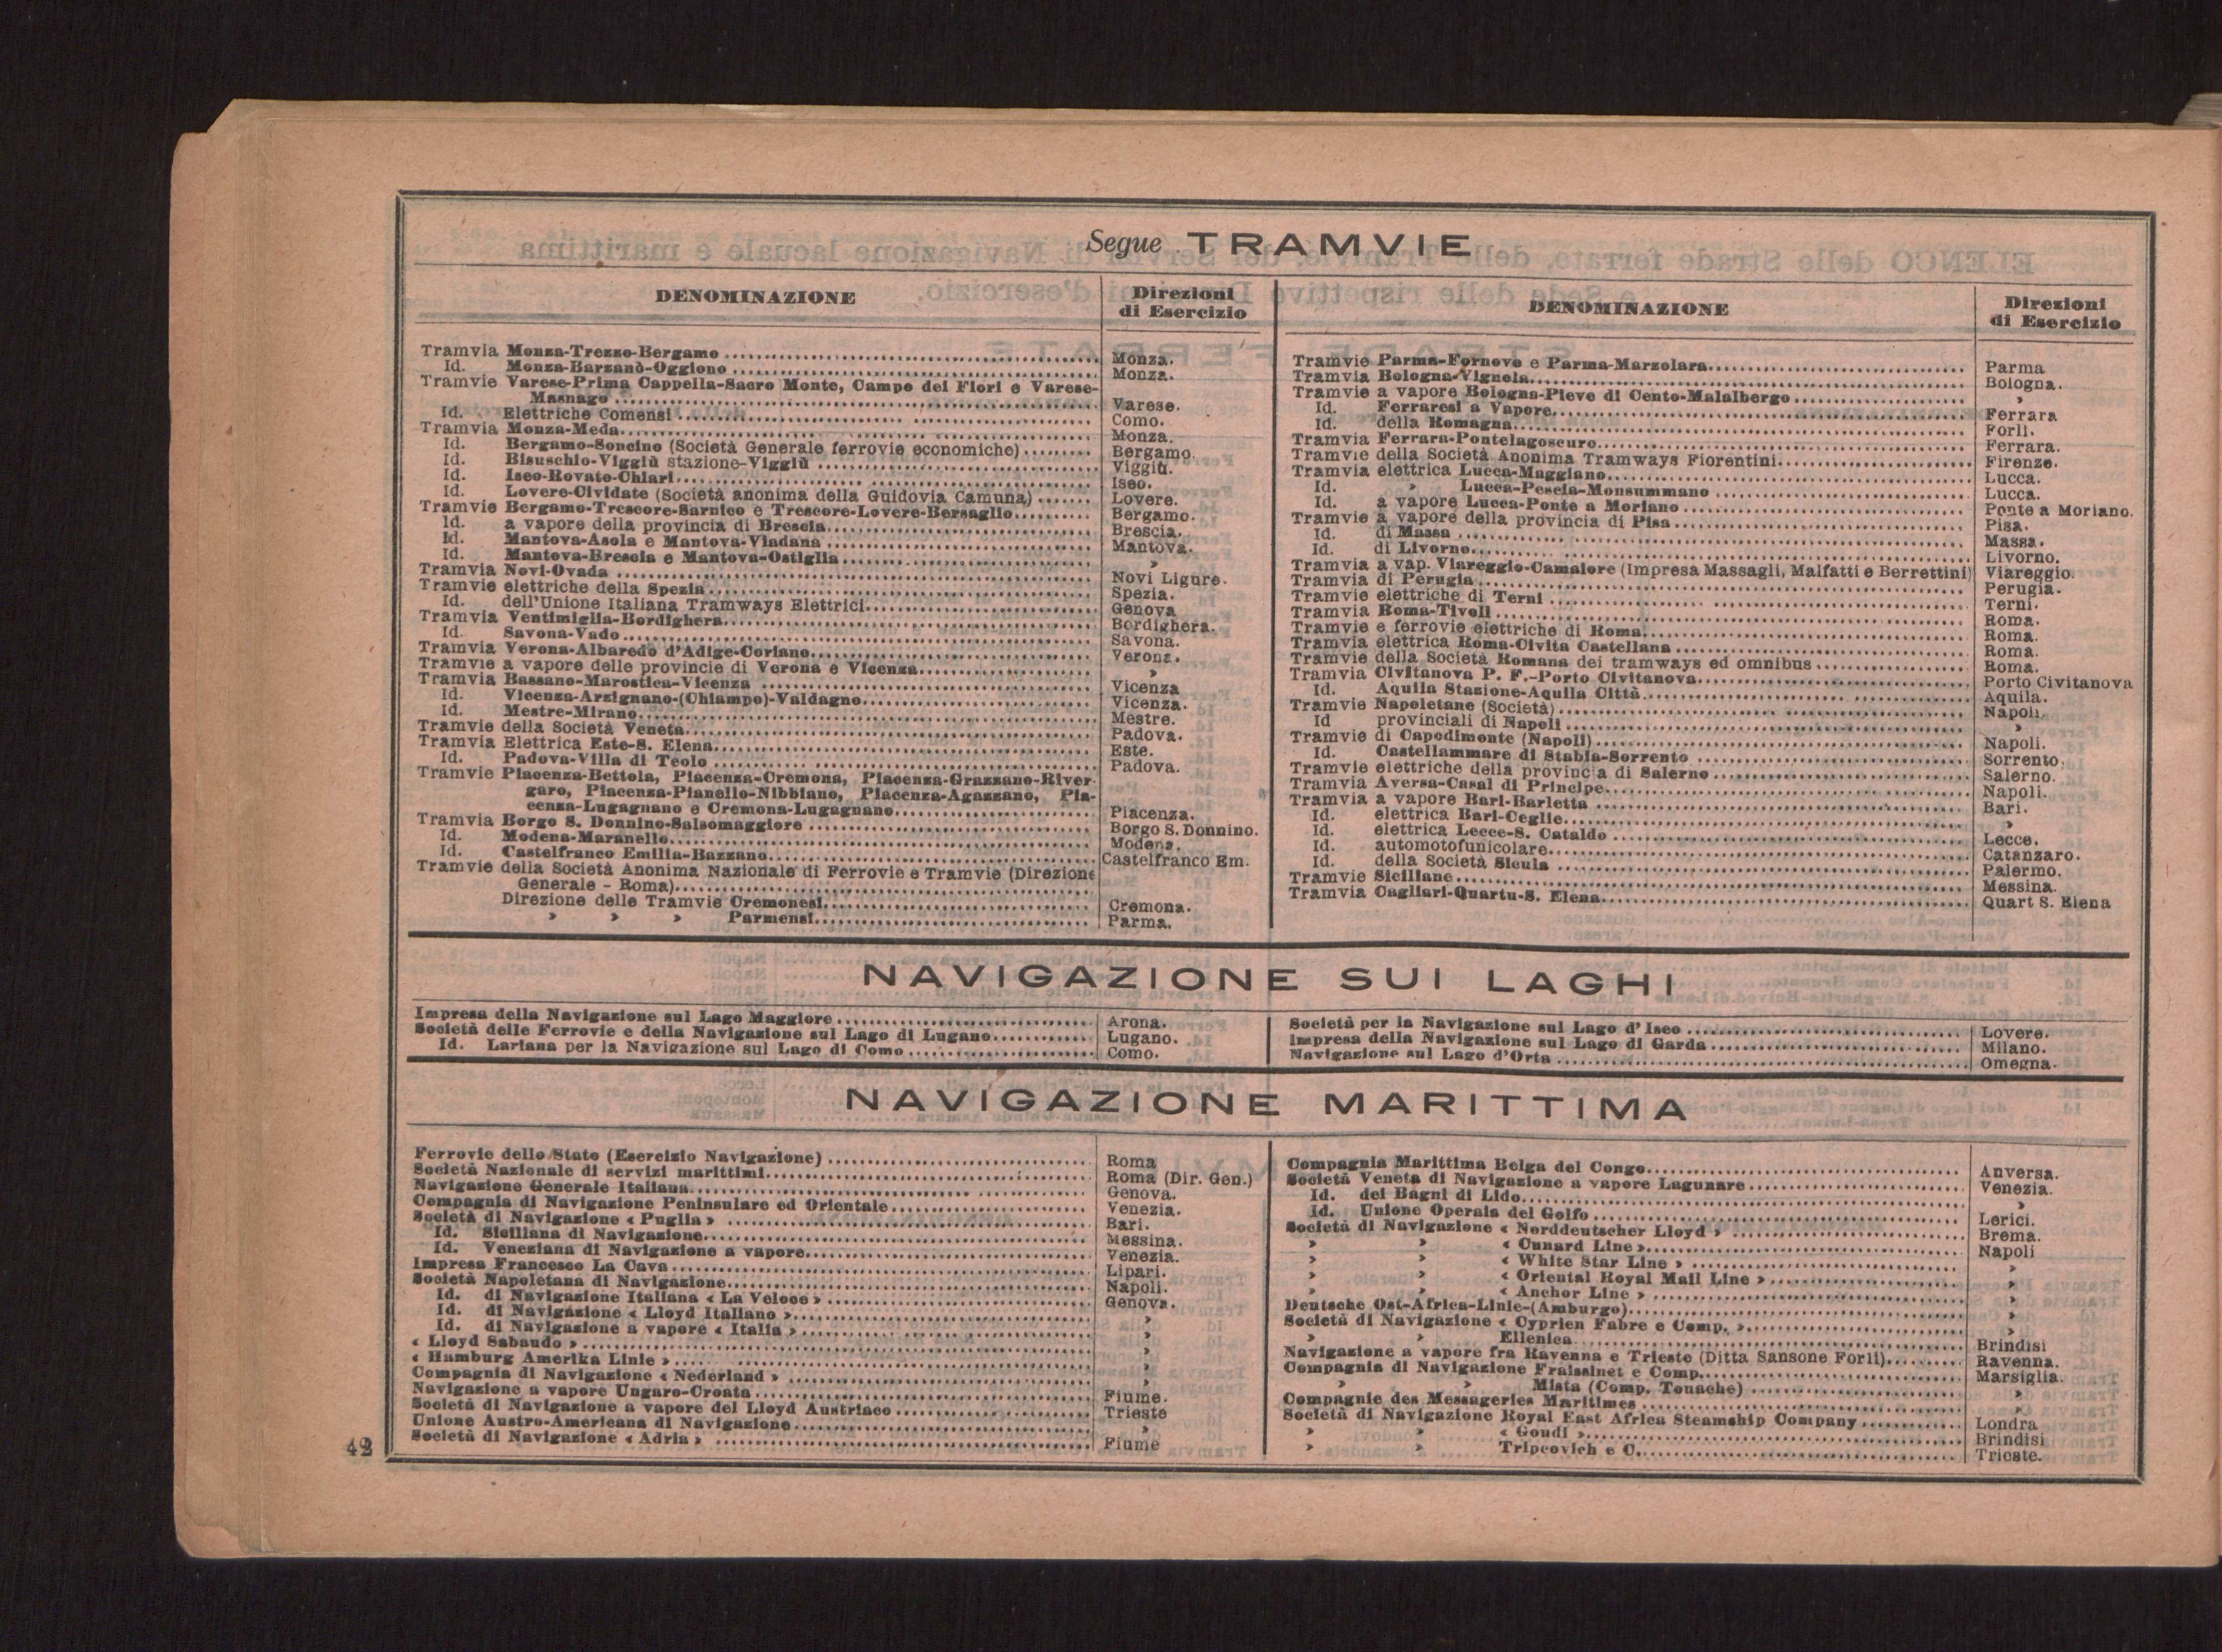 Segue TRAMVIE
DENOMINAZIONE
Direzioni
di Esercizio
Tramvia Monza-Trezzo-Bergamo Monza.
Id. Monza-Barzanò-Oggiono Monza.
Tramvie Varese-Prima Cappella-Sacro Monte, Campo dei Fiori e Varese-
Masnago Varese.
Id. Elettriche Comensi Como.
Tramvia Monza-Meda Monza.
Id. Bergamo-Soncino (Società Generale ferrovie economiche) Bergamo.
Id. Bisuschio-Viggiù stazione-Viggiù Viggiù.
Id. Iseo-Rovato-Chiari Iseo.
Id. Lovere-Cividate (Società anonima della Guidovia Camuna) Lovere.
Tramvie Bergamo-Trescore-Sarnico e Trescore-Lovere-Bersaglio Bergamo.
Id. a vapore della provincia di Brescia Brescia.
Id. Mantova-Asola e Mantova-Viadana Mantova.
Id. Mantova-Brescia e Mantova-Ostiglia »
Tramvia Novi-Ovada Novi Ligure.
Tramvie elettriche della Spezia Spezia.
Id. dell'Unione Italiana Tramways Elettrici Genova
Tramvia Ventimiglia-Bordighera Bordighera.
Id. Savona-Vado Savona.
Tramvia Verona-Albaredo d'Adige-Coriano Verona.
Tramvie a vapore delle provincie di Verona e Vicenza »
Tramvia Bassano-Marostica-Vicenza Vicenza
Id. Vicenza-Arzignano-(Chiampo)-Valdagno Vicenza.
Id. Mestre-Mirano Mestre.
Tramvie della Società Veneta Padova.
Tramvia Elettrica Este-S. Elena Este.
Id. Padova-Villa di Teolo Padova.
Tramvie Piacenza-Bettola, Piacenza-Cremona, Piacenza-Grazzano-River-
garo, Piacenza-Pianello-Nibbiano, Piacenza-Agazzano, Pia-
cenza-Lugagnano e Cremona-Lugagnano Piacenza.
Tramvia Borgo S. Donnino-Salsomaggiore Borgo S. Donnino.
Id. Modena-Maranello Modena.
Id. Castelfranco Emilia-Bazzano Castelfranco Em.
Tramvie della Società Anonima Nazionale di Ferrovie e Tramvie (Direzione
Generale - Roma)
Direzione delle Tramvie Cremonesi Cremona.
» » » Parmensi Parma.
DENOMINAZIONE
Direzioni
di Esercizio
Tramvie Parma-Fornovo e Parma-Marzolara Parma
Tramvia Bologna-Vignola Bologna.
Tramvie a vapore Bologna-Pieve di Cento-Malalbergo »
Id. Ferraresi a Vapore Ferrara
Id. della Romagna Forlì.
Tramvia Ferrara-Pontelagoscuro Ferrara.
Tramvie della Società Anonima Tramways Fiorentini Firenze.
Tramvia elettrica Lucca-Maggiano Lucca.
Id. » Lucca-Pescia-Monsummano Lucca.
Id. a vapore Lucca-Ponte a Moriano Ponte a Moriano.
Tramvie a vapore della provincia di Pisa Pisa.
Id. di Massa Massa.
Id. di Livorno Livorno.
Tramvia a vap. Viareggio-Camaiore (Impresa Massagli, Malfatti e Berrettini) Viareggio.
Tramvia di Perugia Perugia.
Tramvie elettriche di Terni Terni.
Tramvia Roma-Tivoli Roma.
Tramvie e ferrovie elettriche di Roma Roma.
Tramvia elettrica Roma-Civita Castellana Roma.
Tramvie della Società Romana dei tramways ed omnibus Roma.
Tramvia Civitanova P. F.-Porto Civitanova Porto Civitanova
Id. Aquila Stazione-Aquila Città Aquila.
Tramvie Napoletane (Società) Napoli.
Id provinciali di Napoli »
Tramvie di Capodimonte (Napoli) Napoli.
Id. Castellammare di Stabia-Sorrento Sorrento.
Tramvie elettriche della provincia di Salerno Salerno.
Tramvia Aversa-Casal di Principe Napoli.
Tramvia a vapore Bari-Barletta Bari.
Id. elettrica Bari-Ceglie »
Id. elettrica Lecce-S. Cataldo Lecce.
Id. automotofunicolare Catanzaro.
Id. della Società Sicula Palermo.
Tramvie Siciliane Messina.
Tramvia Cagliari-Quartu-S. Elena Quart S. Elena
NAVIGAZIONE SUI LAGHI
Impresa della Navigazione sul Lago Maggiore Arona.
Società delle Ferrovie e della Navigazione sul Lago di Lugano Lugano.
Id. Lariana per la Navigazione sul Lago di Como Como.
Società per la Navigazione sul Lago d'Iseo Lovere.
Impresa della Navigazione sul Lago di Garda Milano.
Navigazione sul Lago d'Orta Omegna.
NAVIGAZIONE MARITTIMA
Ferrovie dello Stato (Esercizio Navigazione) Roma
Società Nazionale di servizi marittimi Roma (Dir. Gen.)
Navigazione Generale Italiana Genova.
Compagnia di Navigazione Peninsulare ed Orientale Venezia.
Società di Navigazione « Puglia » Bari.
Id. Siciliana di Navigazione Messina.
Id. Veneziana di Navigazione a vapore Venezia.
Impresa Francesco La Cava Lipari.
Società Napoletana di Navigazione Napoli.
Id. di Navigazione Italiana « La Veloce » Genova.
Id. di Navigazione « Lloyd Italiano » »
Id. di Navigazione a vapore « Italia » »
« Lloyd Sabaudo » »
« Hamburg Amerika Linie » »
Compagnia di Navigazione « Nederland » »
Navigazione a vapore Ungaro-Croata Fiume.
Società di Navigazione a vapore del Lloyd Austriaco Trieste
Unione Austro-Americana di Navigazione »
Società di Navigazione « Adria » Fiume
Compagnia Marittima Belga del Congo Anversa.
Società Veneta di Navigazione a vapore Lagunare Venezia.
Id. dei Bagni di Lido »
Id. Unione Operaia del Golfo Lerici.
Società di Navigazione « Norddeutscher Lloyd » Brema.
» » « Cunard Line » Napoli
» » « White Star Line » »
» » « Oriental Royal Mail Line » »
» » « Anchor Line » »
Deutsche Ost-Africa-Linie-(Amburgo) »
Società di Navigazione « Cyprien Fabre e Comp. » »
» » Ellenica Brindisi
Navigazione a vapore fra Ravenna e Trieste (Ditta Sansone Forlì) Ravenna.
Compagnia di Navigazione Fraissinet e Comp. Marsiglia.
» » Mista (Comp. Touache) »
Compagnie des Messageries Maritimes »
Società di Navigazione Royal East Africa Steamship Company Londra
» » « Goudi » Brindisi
» » Tripcovich e C. Trieste.
42